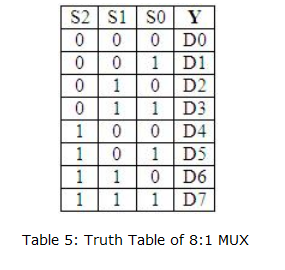 S2 S1 S0 Y
0 0 0 D0
0 0 1 D1
0 1 0 D2
0 1 1 D3
1 0 0 D4
1 0 1 D5
1 1 0 D6
1 1 1 D7
Table 5: Truth Table of 8:1 MUX